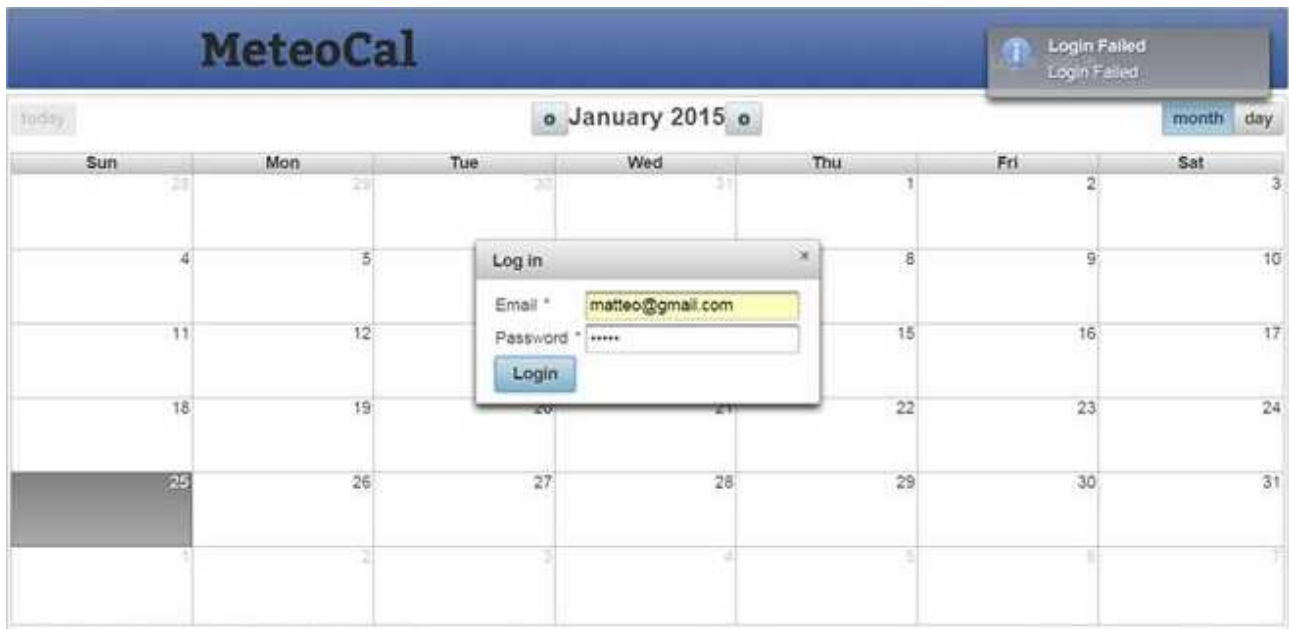 MeteoCal
Login Failed
Login Failed
today
January 2015
month day
Sun Mon Tue Wed Thu Fri Sat
28 29 30 31 1 2 3
4 5 8 9 10
Log in ×
Email * matteo@gmail.com
Password * •••••
Login
11 12 15 16 17
18 19 20 21 22 23 24
25 26 27 28 29 30 31
1 2 3 4 5 6 7